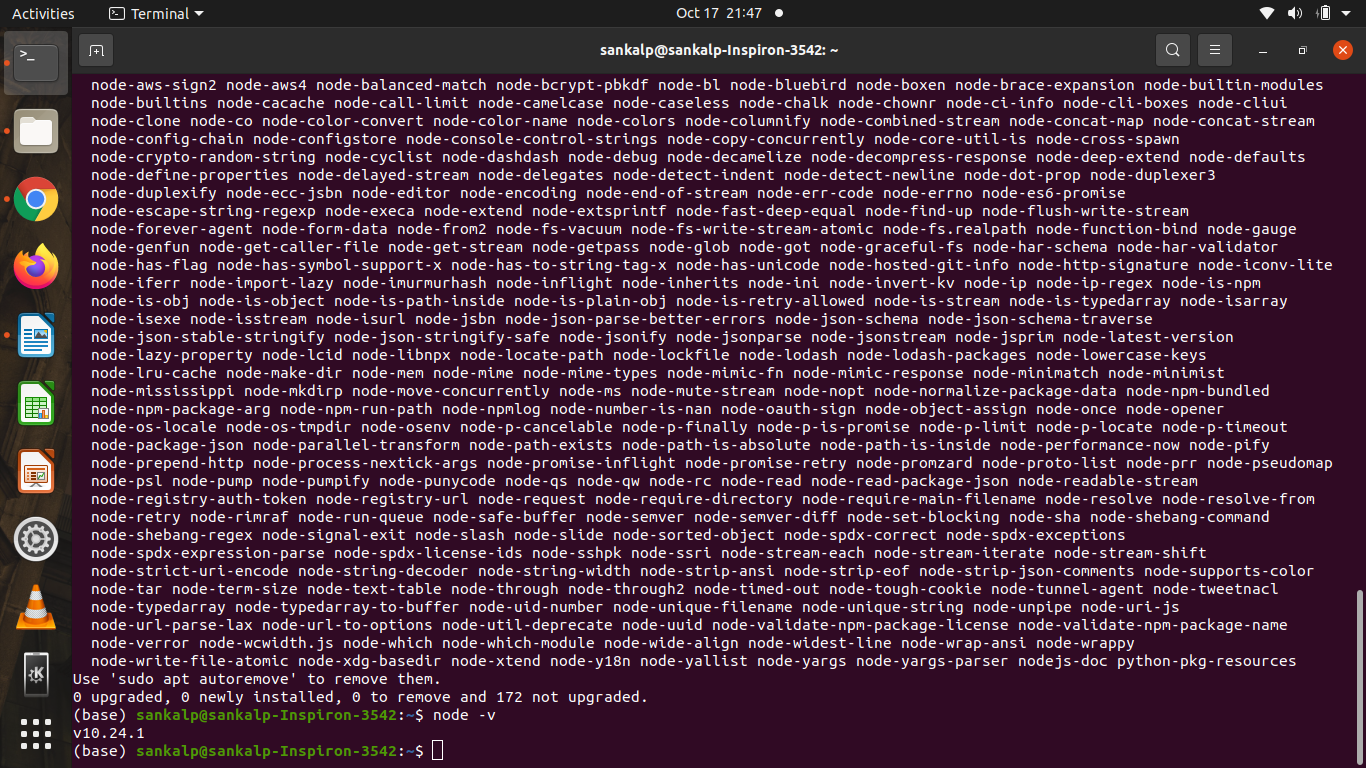 Activities
Terminal
Oct 17 21:47
sankalp@sankalp-Inspiron-3542: ~
node-aws-sign2 node-aws4 node-balanced-match node-bcrypt-pbkdf node-bl node-bluebird node-boxen node-brace-expansion node-builtin-modules
node-builtins node-cacache node-call-limit node-camelcase node-caseless node-chalk node-chownr node-ci-info node-cli-boxes node-cliui
node-clone node-co node-color-convert node-color-name node-colors node-columnify node-combined-stream node-concat-map node-concat-stream
node-config-chain node-configstore node-console-control-strings node-copy-concurrently node-core-util-is node-cross-spawn
node-crypto-random-string node-cyclist node-dashdash node-debug node-decamelize node-decompress-response node-deep-extend node-defaults
node-define-properties node-delayed-stream node-delegates node-detect-indent node-detect-newline node-dot-prop node-duplexer3
node-duplexify node-ecc-jsbn node-editor node-encoding node-end-of-stream node-err-code node-errno node-es6-promise
node-escape-string-regexp node-execa node-extend node-extsprintf node-fast-deep-equal node-find-up node-flush-write-stream
node-forever-agent node-form-data node-from2 node-fs-vacuum node-fs-write-stream-atomic node-fs.realpath node-function-bind node-gauge
node-genfun node-get-caller-file node-get-stream node-getpass node-glob node-got node-graceful-fs node-har-schema node-har-validator
node-has-flag node-has-symbol-support-x node-has-to-string-tag-x node-has-unicode node-hosted-git-info node-http-signature node-iconv-lite
node-iferr node-import-lazy node-imurmurhash node-inflight node-inherits node-ini node-invert-kv node-ip node-ip-regex node-is-npm
node-is-obj node-is-object node-is-path-inside node-is-plain-obj node-is-retry-allowed node-is-stream node-is-typedarray node-isarray
node-isexe node-isstream node-isurl node-jsbn node-json-parse-better-errors node-json-schema node-json-schema-traverse
node-json-stable-stringify node-json-stringify-safe node-jsonify node-jsonparse node-jsonstream node-jsprim node-latest-version
node-lazy-property node-lcid node-libnpx node-locate-path node-lockfile node-lodash node-lodash-packages node-lowercase-keys
node-lru-cache node-make-dir node-mem node-mime node-mime-types node-mimic-fn node-mimic-response node-minimatch node-minimist
node-mississippi node-mkdirp node-move-concurrently node-ms node-mute-stream node-nopt node-normalize-package-data node-npm-bundled
node-npm-package-arg node-npm-run-path node-npmlog node-number-is-nan node-oauth-sign node-object-assign node-once node-opener
node-os-locale node-os-tmpdir node-osenv node-p-cancelable node-p-finally node-p-is-promise node-p-limit node-p-locate node-p-timeout
node-package-json node-parallel-transform node-path-exists node-path-is-absolute node-path-is-inside node-performance-now node-pify
node-prepend-http node-process-nextick-args node-promise-inflight node-promise-retry node-promzard node-proto-list node-prr node-pseudomap
node-psl node-pump node-pumpify node-punycode node-qs node-qw node-rc node-read node-read-package-json node-readable-stream
node-registry-auth-token node-registry-url node-request node-require-directory node-require-main-filename node-resolve node-resolve-from
node-retry node-rimraf node-run-queue node-safe-buffer node-semver node-semver-diff node-set-blocking node-sha node-shebang-command
node-shebang-regex node-signal-exit node-slash node-slide node-sorted-object node-spdx-correct node-spdx-exceptions
node-spdx-expression-parse node-spdx-license-ids node-sshpk node-ssri node-stream-each node-stream-iterate node-stream-shift
node-strict-uri-encode node-string-decoder node-string-width node-strip-ansi node-strip-eof node-strip-json-comments node-supports-color
node-tar node-term-size node-text-table node-through node-through2 node-timed-out node-tough-cookie node-tunnel-agent node-tweetnacl
node-typedarray node-typedarray-to-buffer node-uid-number node-unique-filename node-unique-string node-unpipe node-uri-js
node-url-parse-lax node-url-to-options node-util-deprecate node-uuid node-validate-npm-package-license node-validate-npm-package-name
node-verror node-wcwidth.js node-which node-which-module node-wide-align node-widest-line node-wrap-ansi node-wrappy
node-write-file-atomic node-xdg-basedir node-xtend node-y18n node-yallist node-yargs node-yargs-parser nodejs-doc python-pkg-resources
Use 'sudo apt autoremove' to remove them.
0 upgraded, 0 newly installed, 0 to remove and 172 not upgraded.
(base) sankalp@sankalp-Inspiron-3542:~$ node -v
v10.24.1
(base) sankalp@sankalp-Inspiron-3542:~$